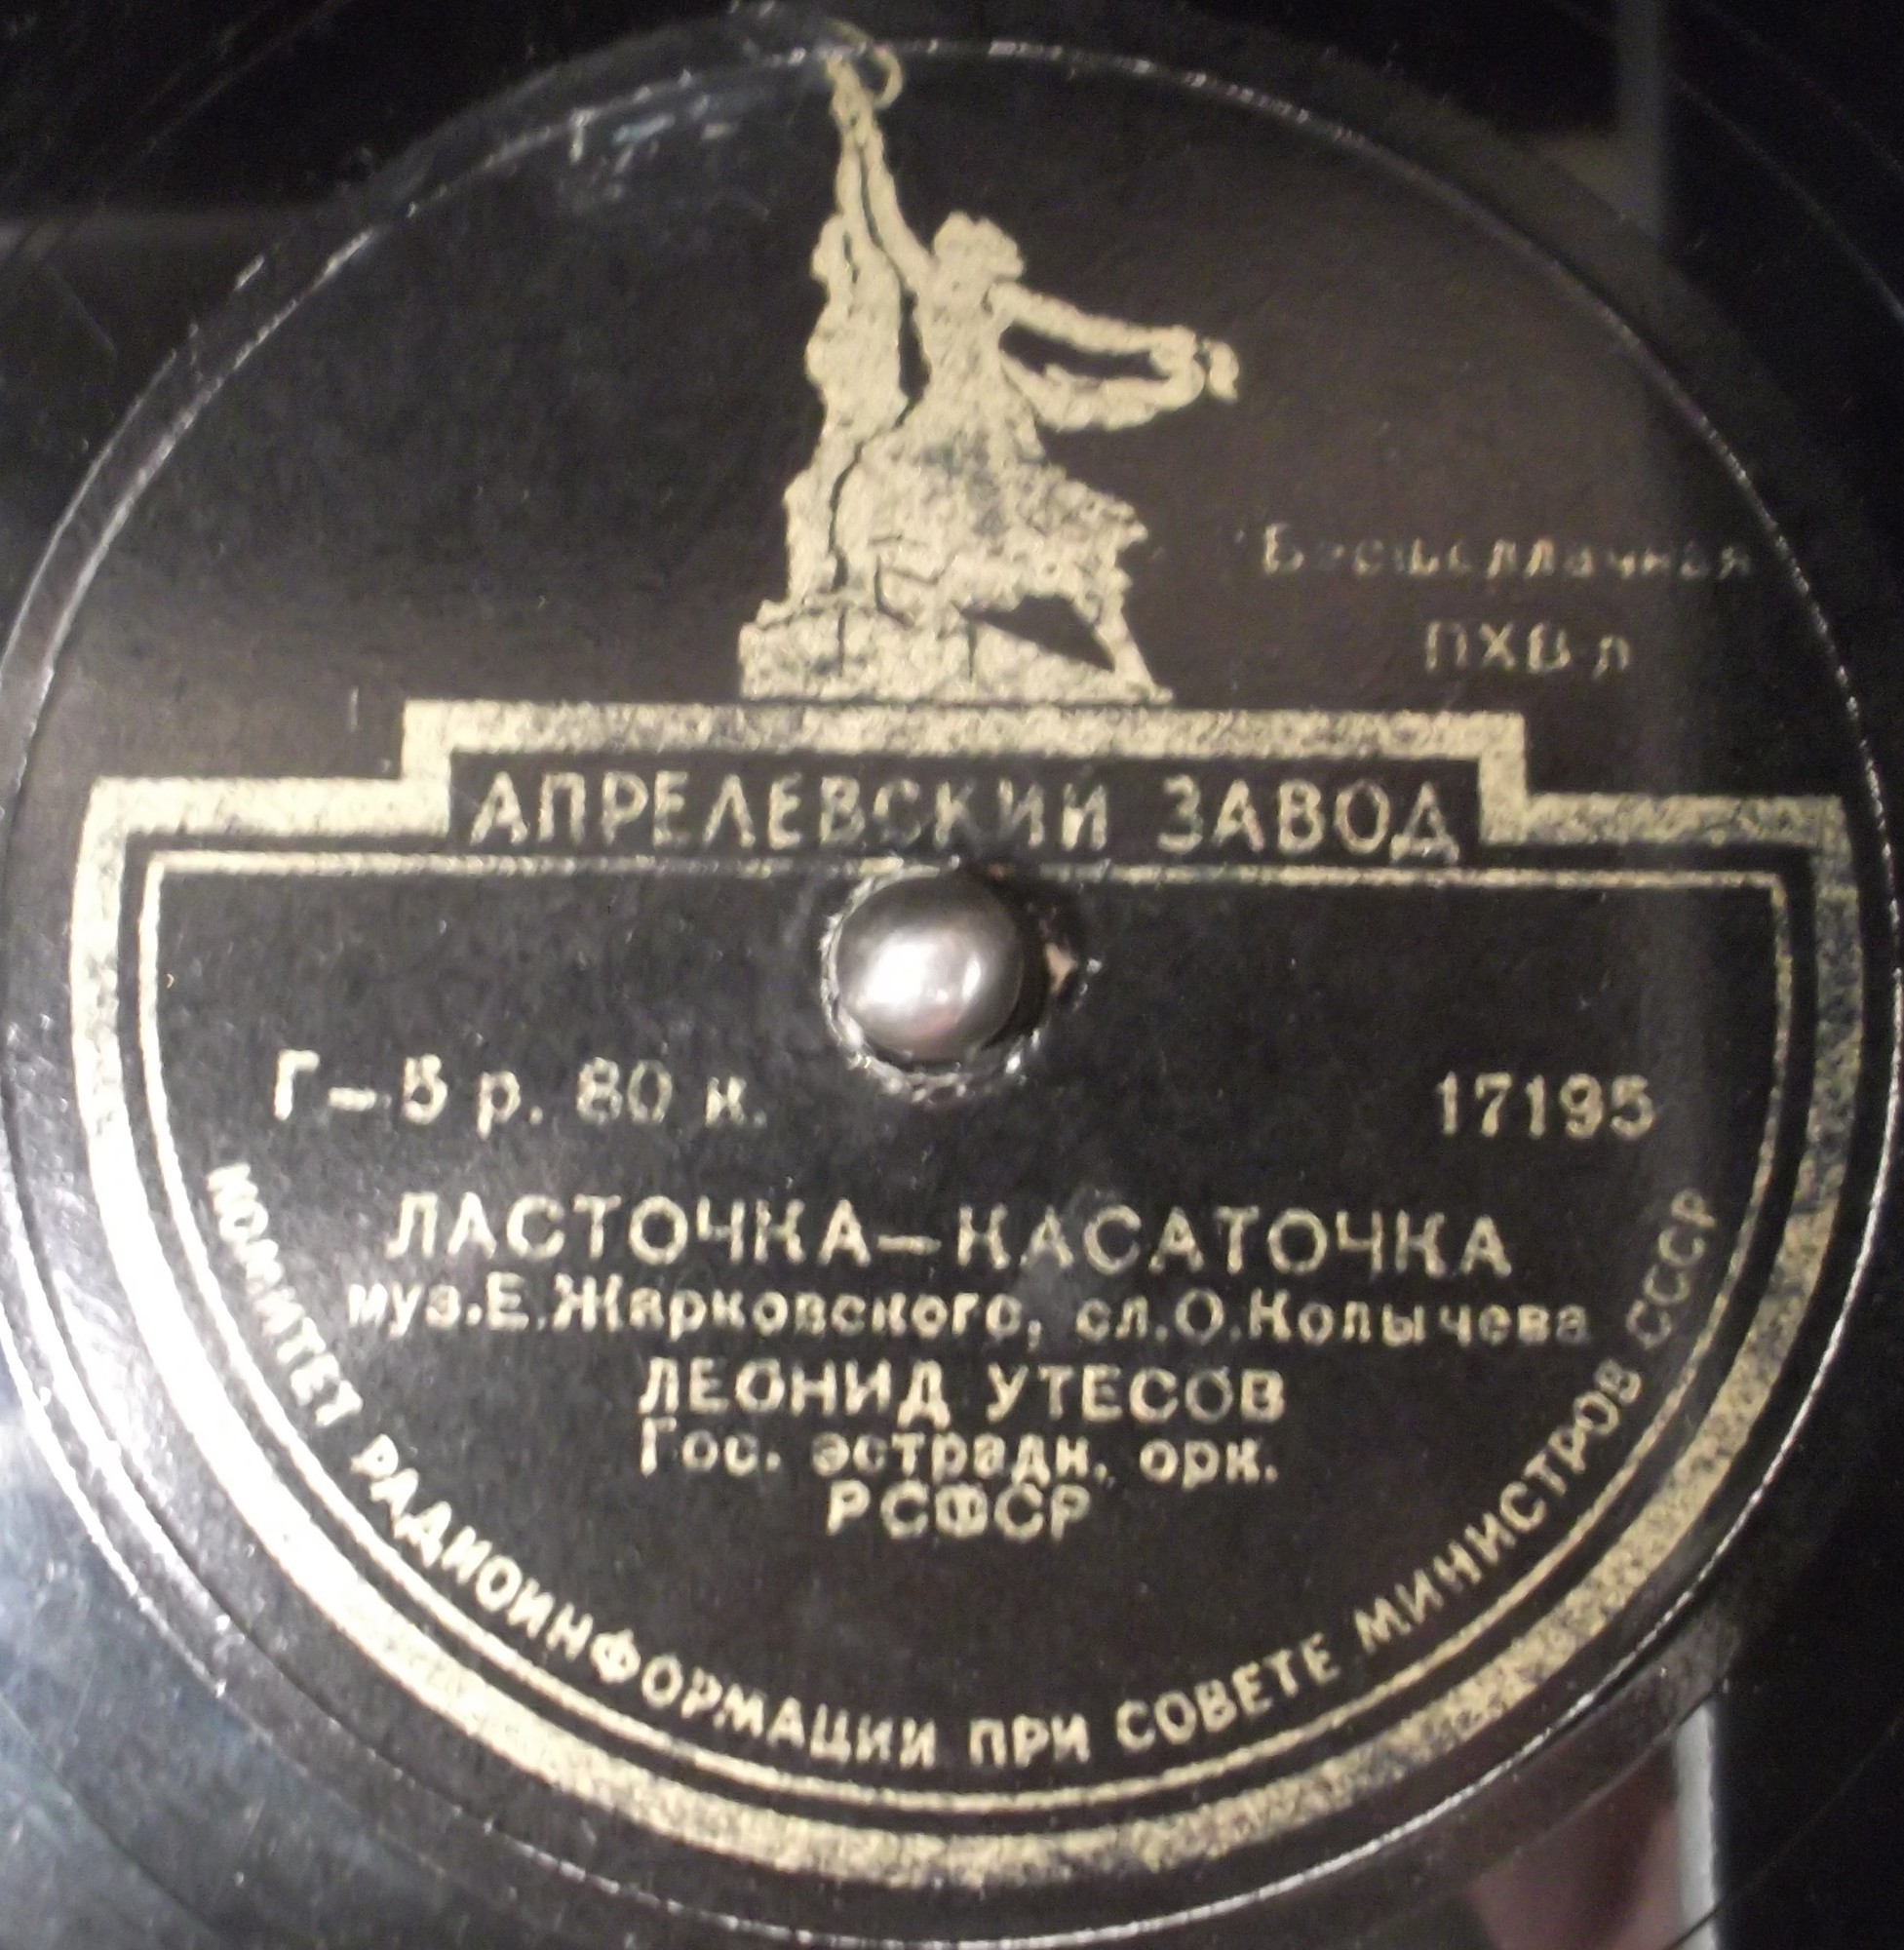 Бесшеллачная
ПХВ-л
АПРЕЛЕВСКИЙ ЗАВОД
Г–5 р. 80 к.
17195
ЛАСТОЧКА–КАСАТОЧКА
муз.Е.Жарковского, сл.О.Колычева
ЛЕОНИД УТЕСОВ
Гос. эстрадн. орк.
РСФСР
КОМИТЕТ РАДИОИНФОРМАЦИИ ПРИ СОВЕТЕ МИНИСТРОВ СССР